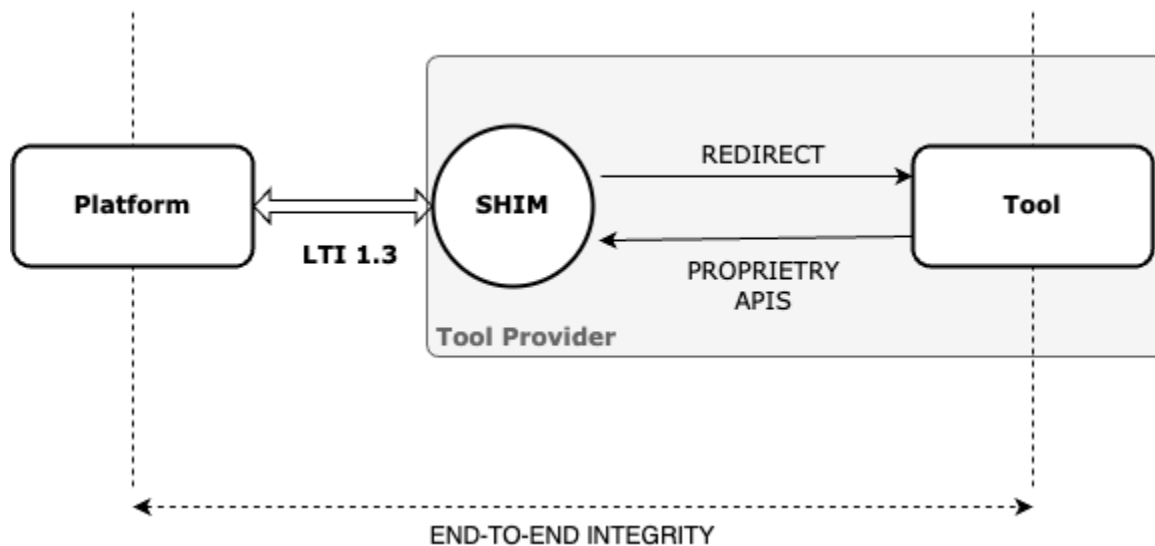 REDIRECT
Platform
SHIM
Tool
LTI 1.3
PROPRIETRY
APIS
Tool Provider
END-TO-END INTEGRITY